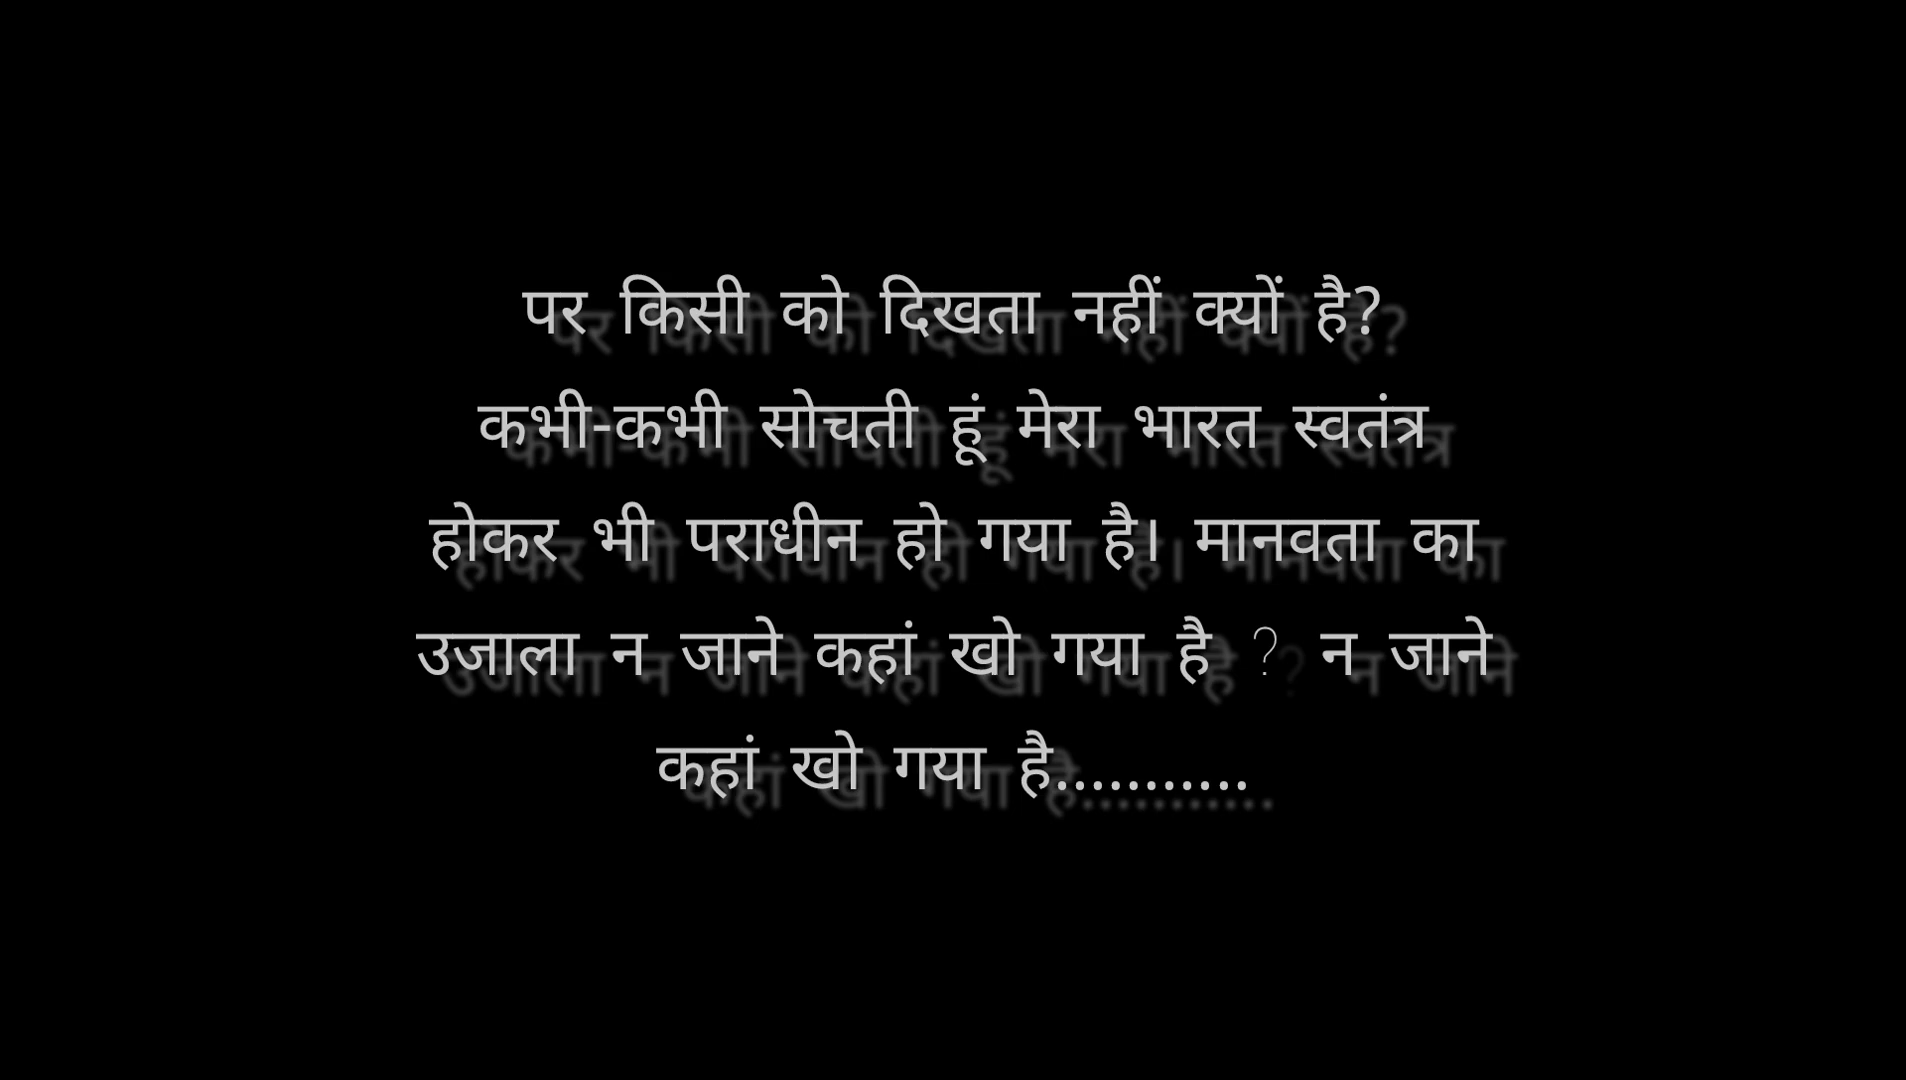 पर किसी को दिखता नहीं क्यों है?
कभी-कभी सोचती हूं मेरा भारत स्वतंत्र
होकर भी पराधीन हो गया है। मानवता का
उजाला न जाने कहां खो गया है ? न जाने
कहां खो गया है...........